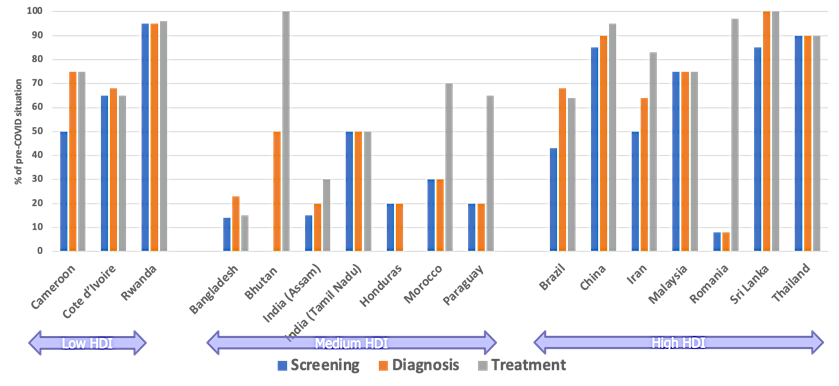 % of pre-COVID situation
100
90
80
70
60
50
40
30
20
10
0
Cameroon
Cote d'Ivoire
Rwanda
Bangladesh
Bhutan
India (Assam)
India (Tamil Nadu)
Honduras
Morocco
Paraguay
Brazil
China
Iran
Malaysia
Romania
Sri Lanka
Thailand
Low HDI
Medium HDI
High HDI
Screening
Diagnosis
Treatment